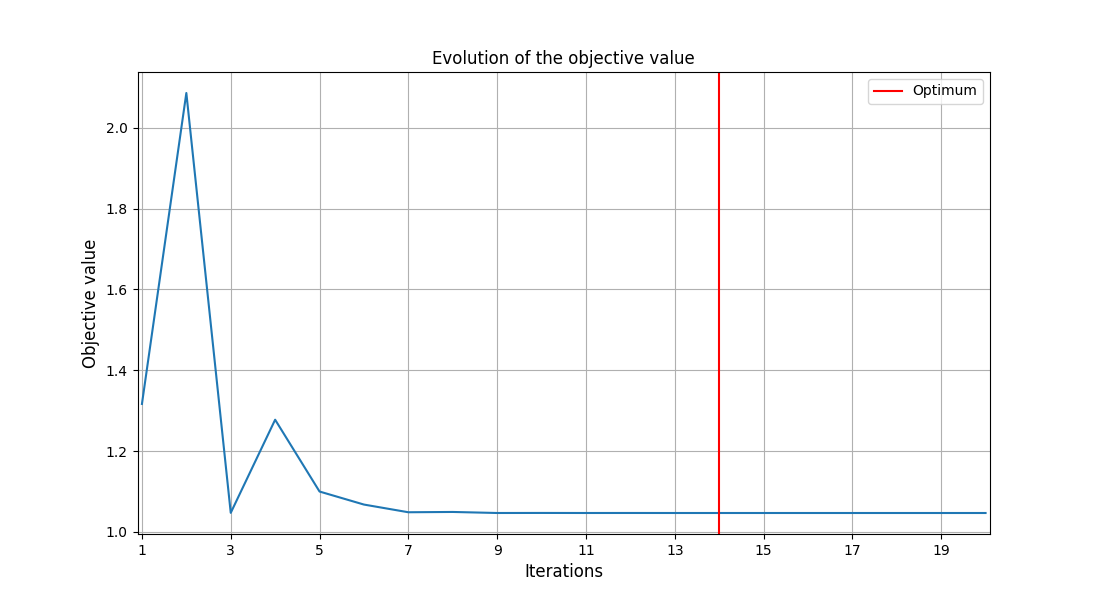 Evolution of the objective value
Optimum
Objective value
2.0
1.8
1.6
1.4
1.2
1.0
1 3 5 7 9 11 13 15 17 19
Iterations